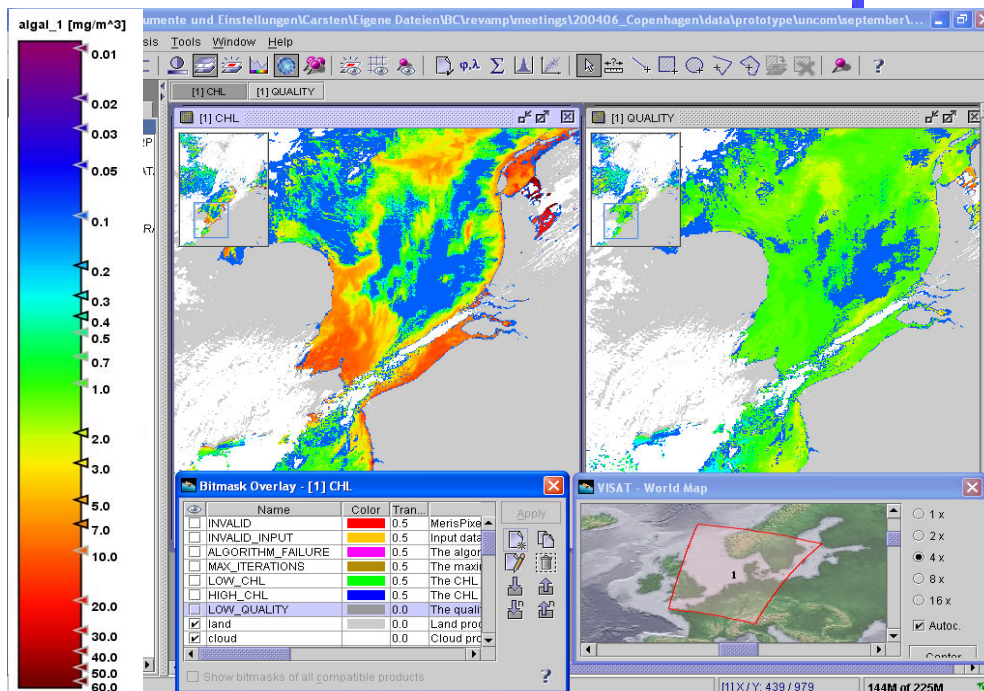 algal_1 [mg/m^3]
0.01
0.02
0.03
0.05
0.1
0.2
0.3
0.4
0.5
0.7
1.0
2.0
3.0
5.0
7.0
10.0
20.0
30.0
40.0
50.0
60.0
umente und Einstellungen\Carsten\Eigene Dateien\BC\revamp\meetings\200406_Copenhagen\data\prototype\uncom\september\...
sis Tools Window Help
φ,λ Σ ?
[1] CHL [1] QUALITY
[1] CHL
[1] QUALITY
Bitmask Overlay - [1] CHL
Name Color Tran...
INVALID 0.5 MerisPixe
INVALID_INPUT 0.5 Input data
ALGORITHM_FAILURE 0.5 The algor
MAX_ITERATIONS 0.5 The maxi
LOW_CHL 0.5 The CHL
HIGH_CHL 0.5 The CHL
LOW_QUALITY 0.0 The quali
land 0.0 Land proc
cloud 0.0 Cloud pro
Apply
Show bitmasks of all compatible products
?
VISAT - World Map
1
1 x
2 x
4 x
8 x
16 x
Autoc.
Center
[1] X / Y: 439 / 979 144M of 225M